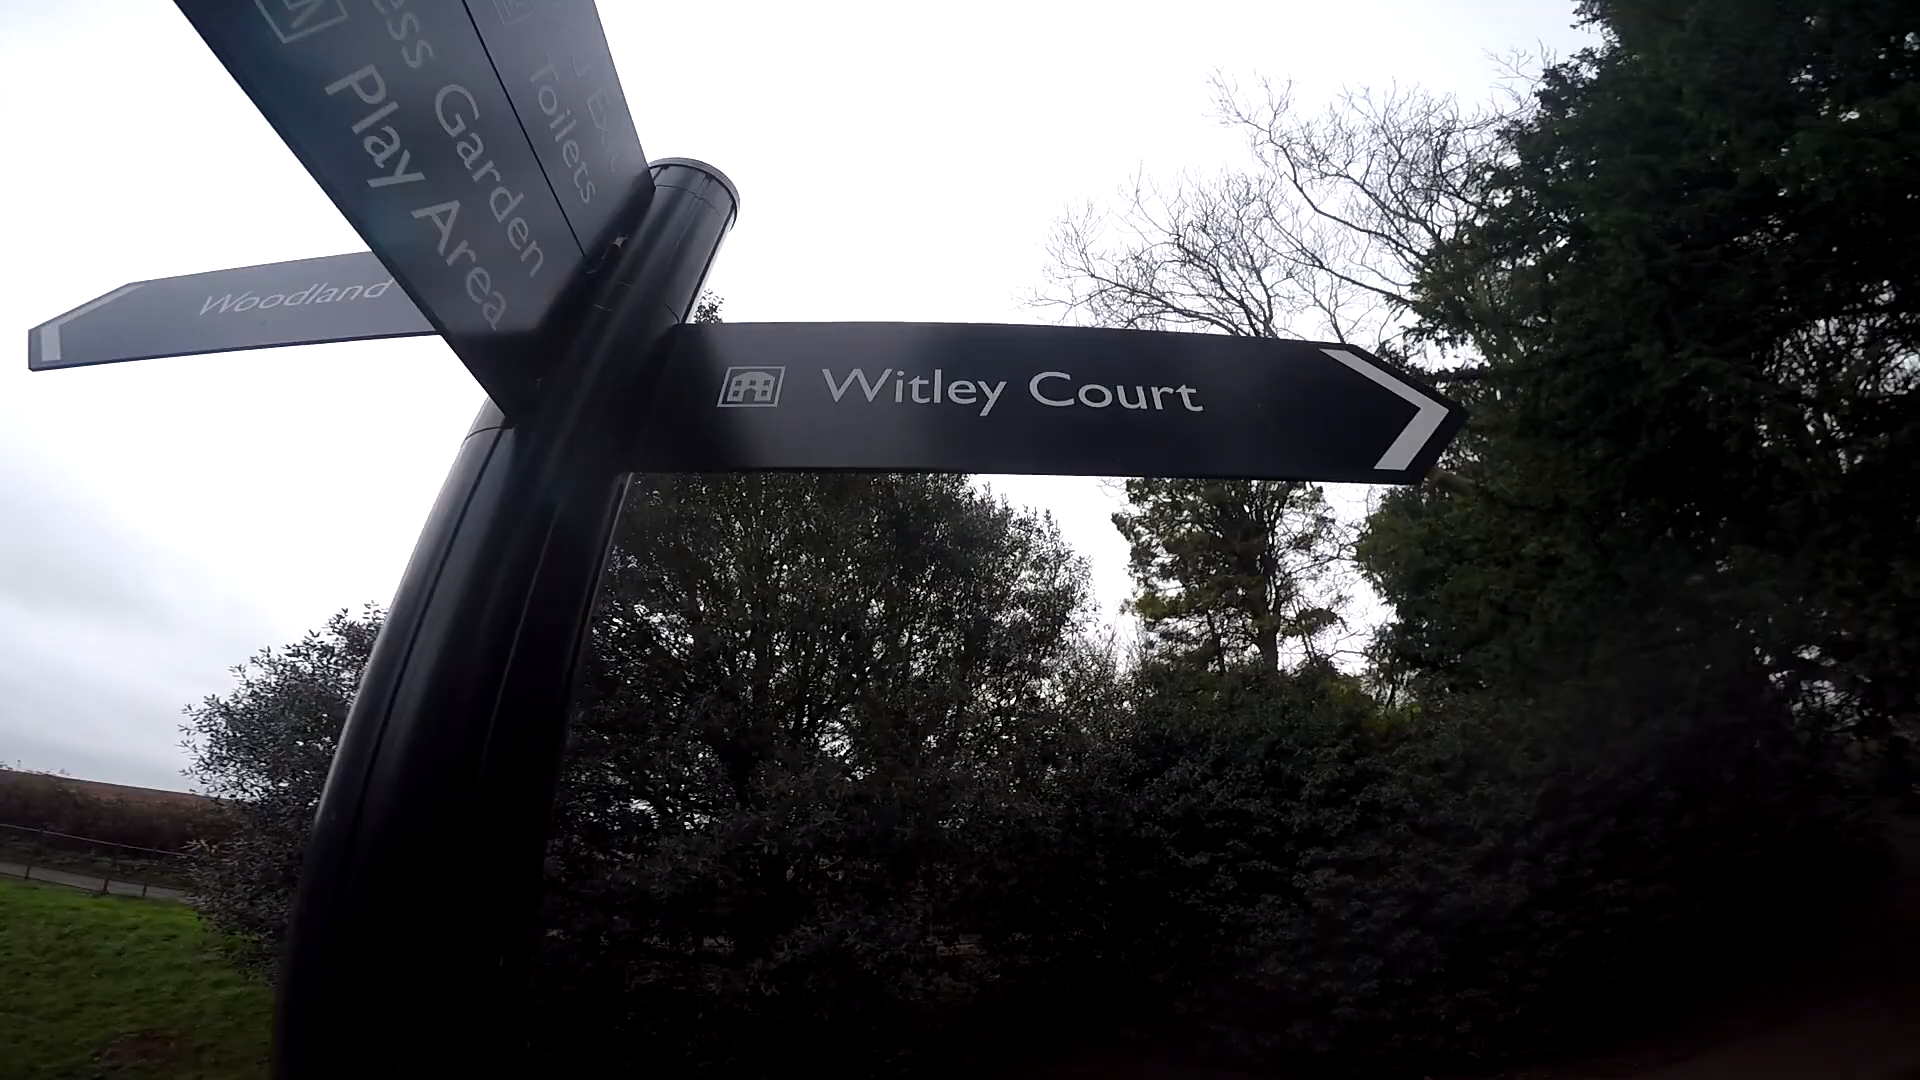 Garden
Play Area
Toilets
Woodland
Witley Court